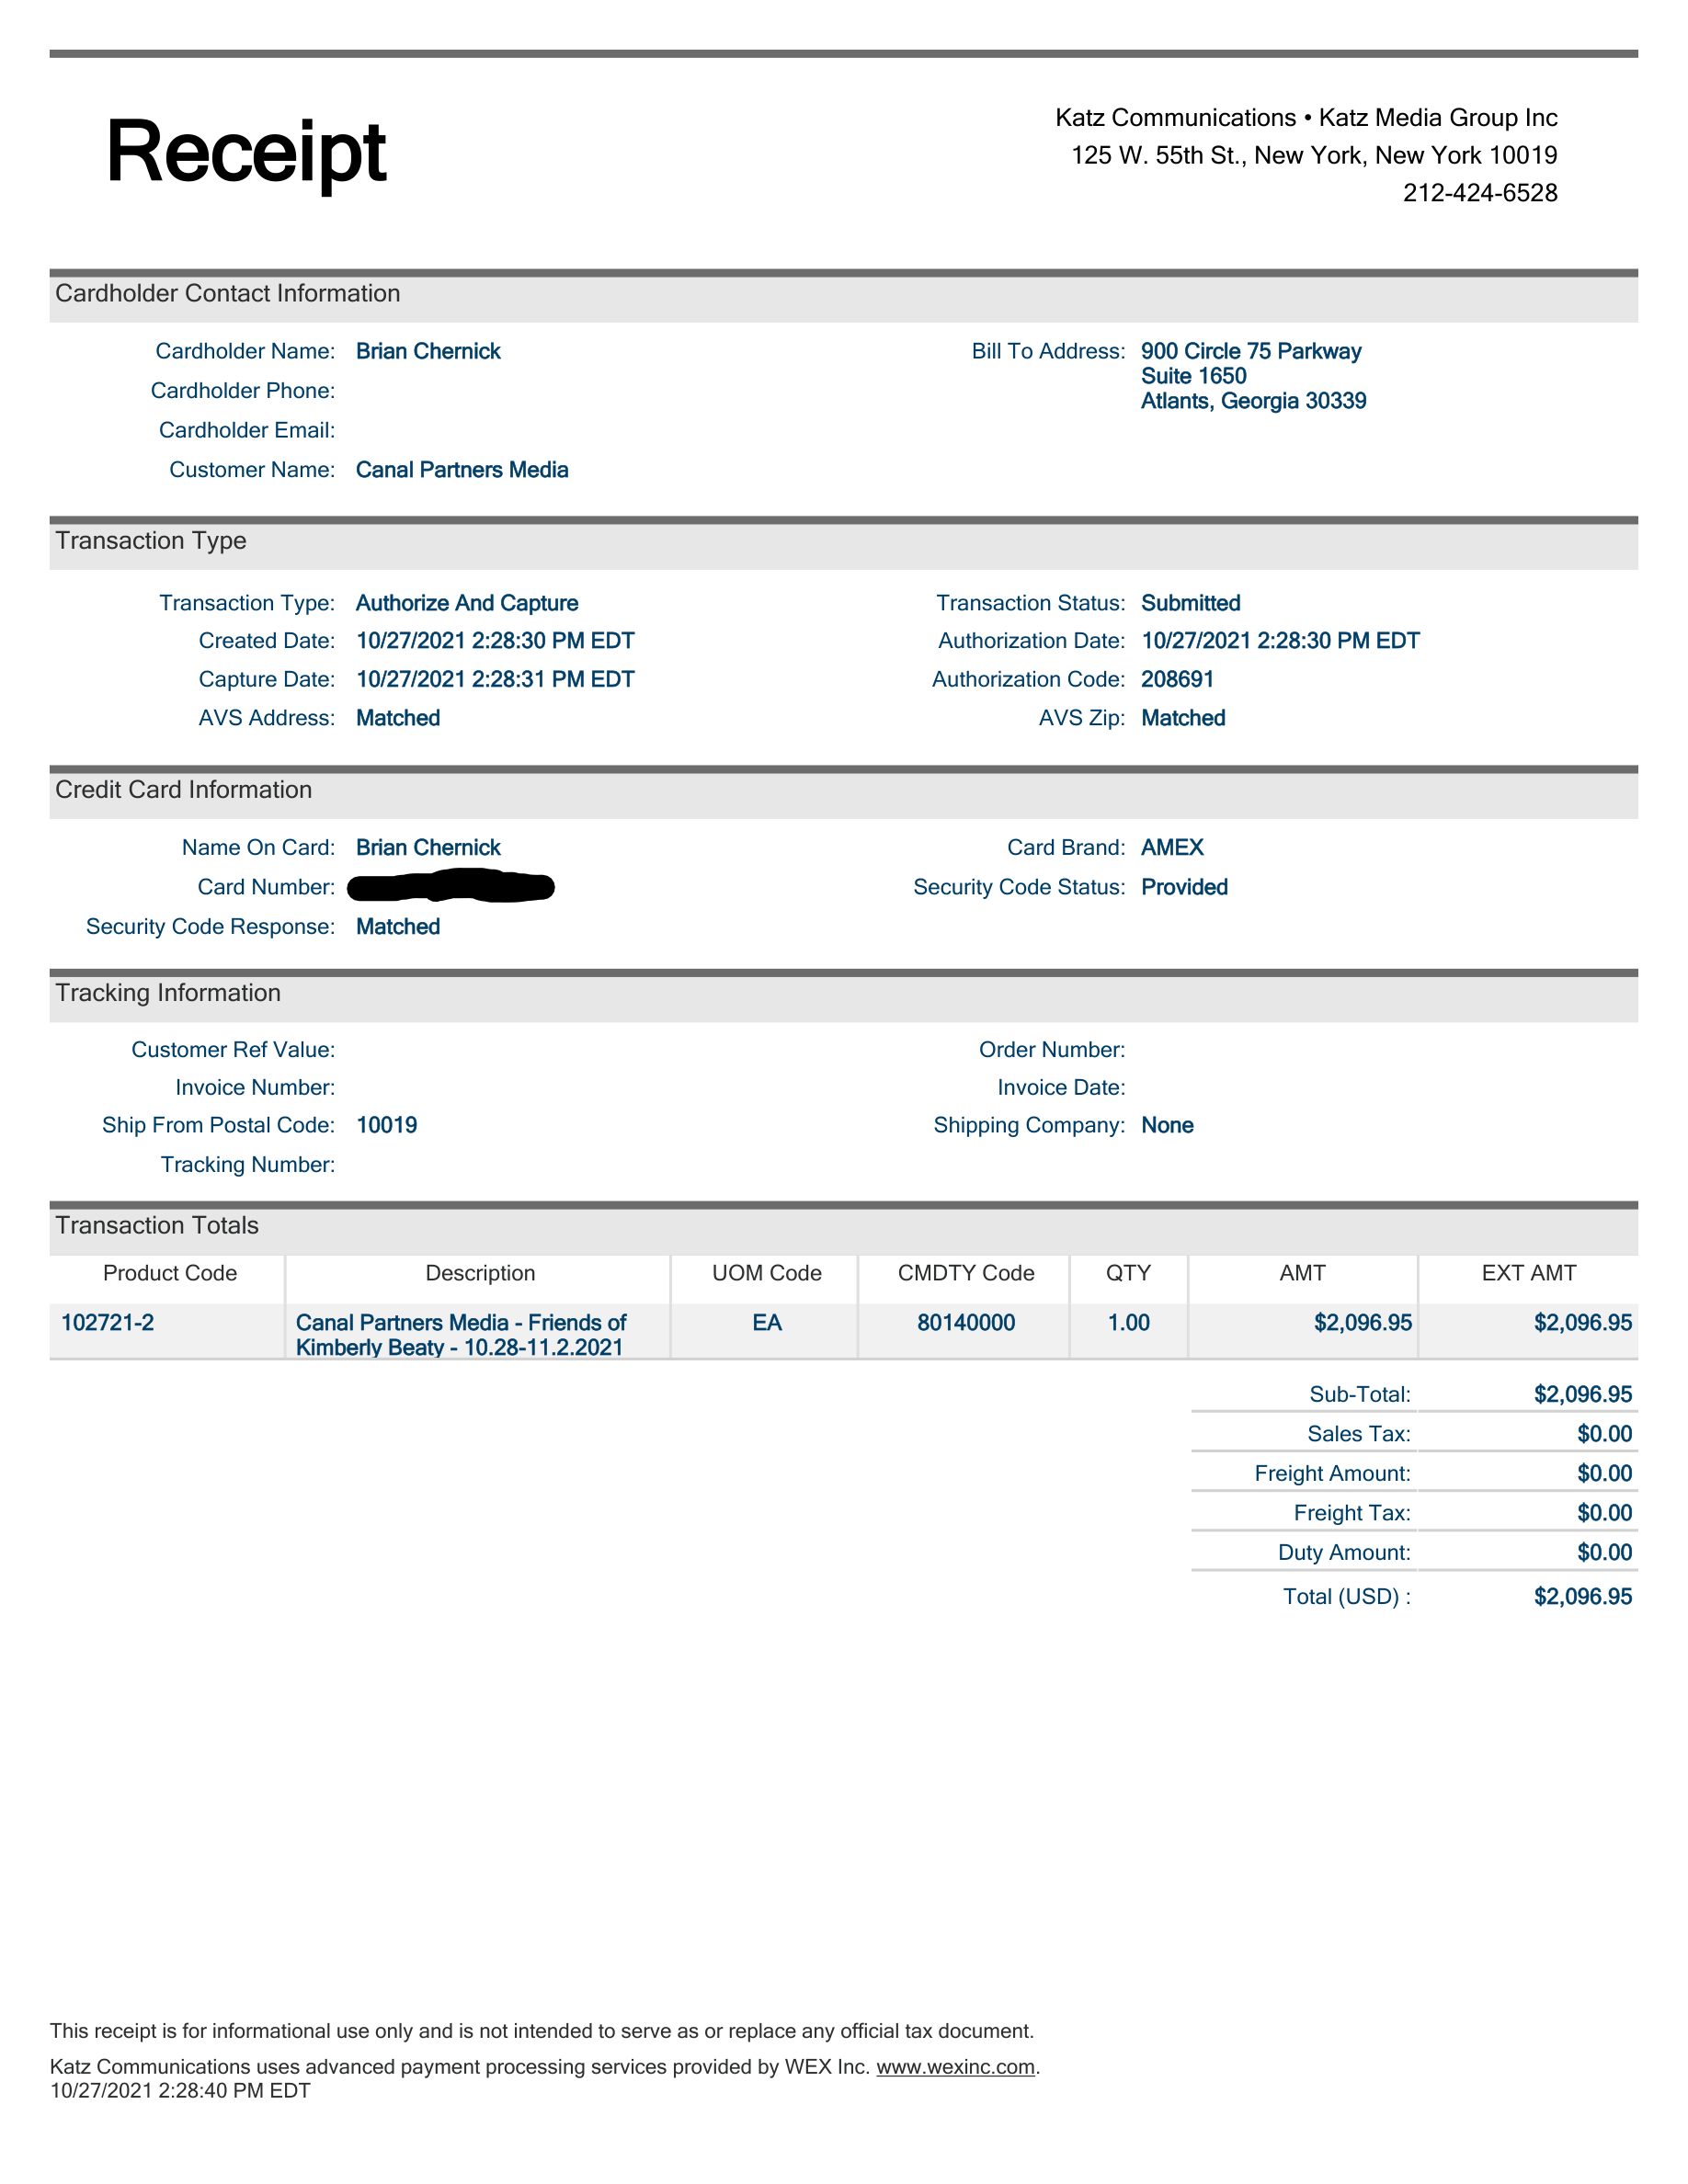 Receipt
Katz Communications • Katz Media Group Inc
125 W. 55th St., New York, New York 10019
212-424-6528
Cardholder Contact Information
Cardholder Name: Brian Chernick
Cardholder Phone:
Cardholder Email:
Customer Name: Canal Partners Media
Bill To Address: 900 Circle 75 Parkway
Suite 1650
Atlants, Georgia 30339
Transaction Type
Transaction Type: Authorize And Capture
Transaction Status: Submitted
Created Date: 10/27/2021 2:28:30 PM EDT
Authorization Date: 10/27/2021 2:28:30 PM EDT
Capture Date: 10/27/2021 2:28:31 PM EDT
Authorization Code: 208691
AVS Address: Matched
AVS Zip: Matched
Credit Card Information
Name On Card: Brian Chernick
Card Brand: AMEX
Card Number:
Security Code Status: Provided
Security Code Response: Matched
Tracking Information
Customer Ref Value:
Order Number:
Invoice Number:
Invoice Date:
Ship From Postal Code: 10019
Shipping Company: None
Tracking Number:
Transaction Totals
Product Code Description UOM Code CMDTY Code QTY AMT EXT AMT
102721-2 Canal Partners Media - Friends of EA 80140000 1.00 $2,096.95 $2,096.95
Kimberly Beaty - 10.28-11.2.2021
Sub-Total: $2,096.95
Sales Tax: $0.00
Freight Amount: $0.00
Freight Tax: $0.00
Duty Amount: $0.00
Total (USD) : $2,096.95
This receipt is for informational use only and is not intended to serve as or replace any official tax document.
Katz Communications uses advanced payment processing services provided by WEX Inc. www.wexinc.com.
10/27/2021 2:28:40 PM EDT